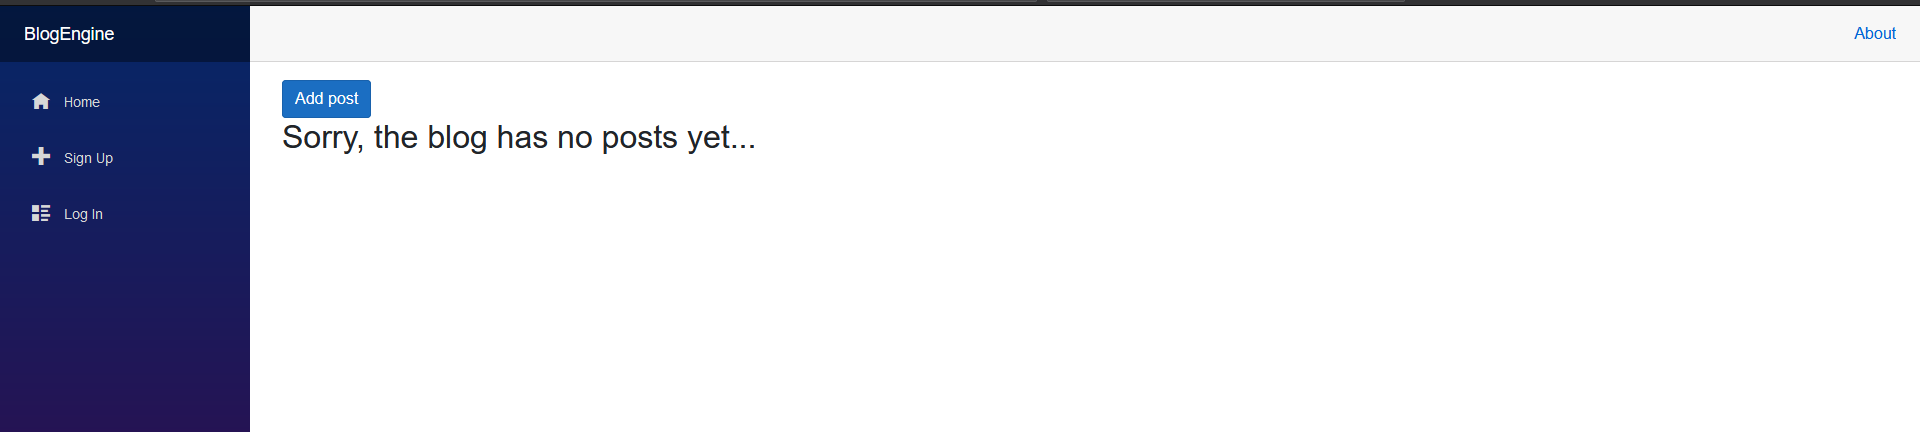 BlogEngine
About
Home
Sign Up
Log In
Add post
Sorry, the blog has no posts yet...